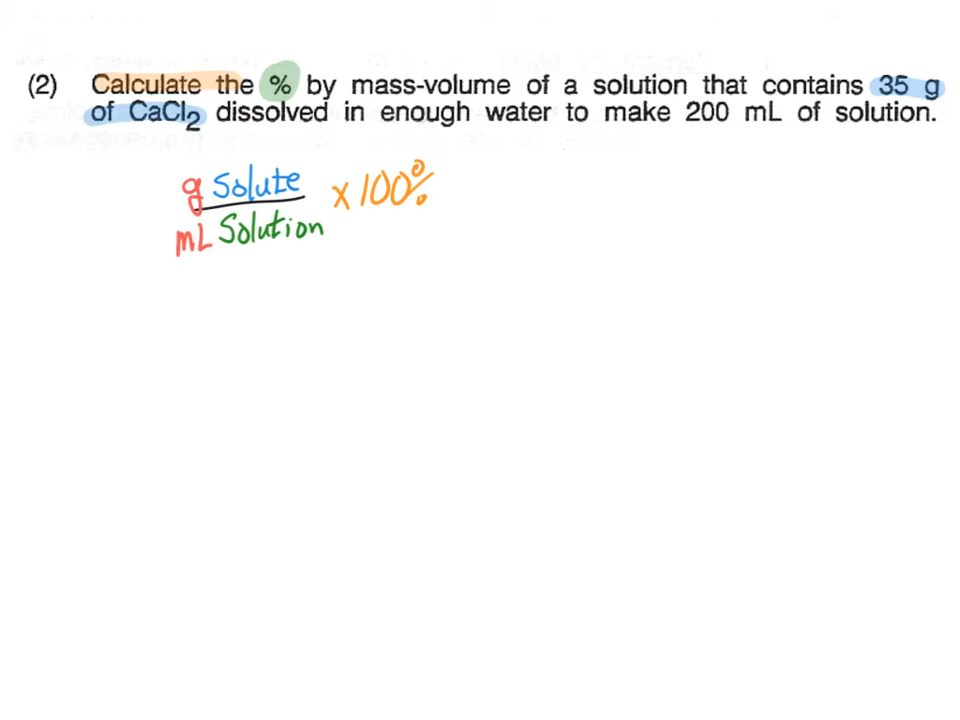 (2) Calculate the % by mass-volume of a solution that contains 35 g
of CaCl₂ dissolved in enough water to make 200 mL of solution.
g Solute x 100%
mL Solution